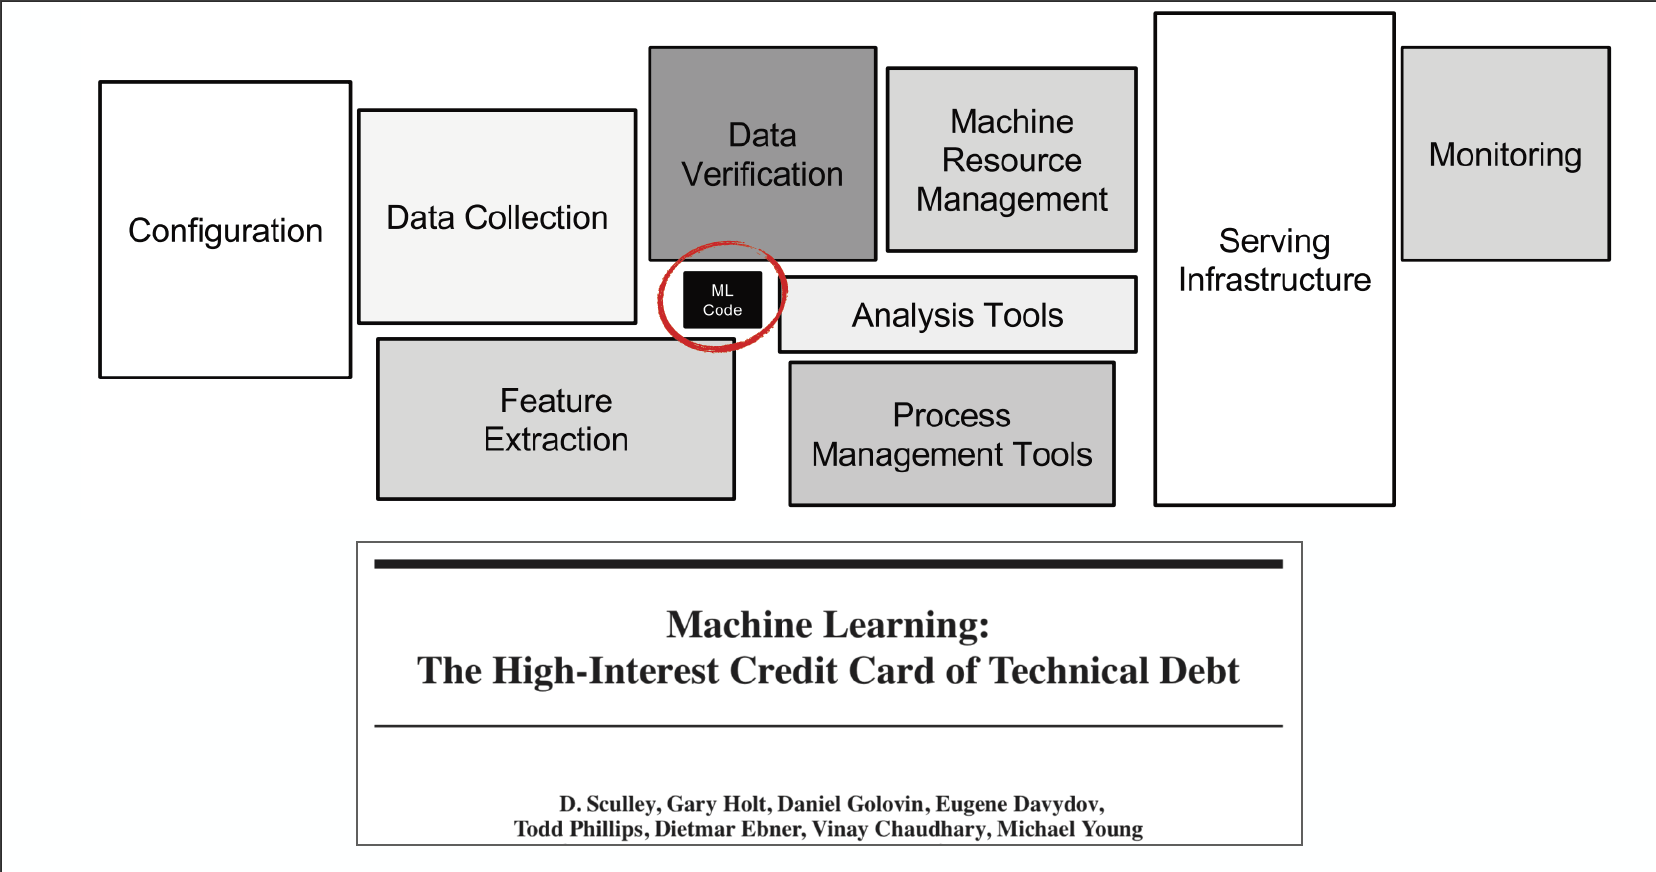 Configuration
Data Collection
Data
Verification
Machine
Resource
Management
Serving
Infrastructure
Monitoring
ML
Code
Analysis Tools
Feature
Extraction
Process
Management Tools
Machine Learning:
The High-Interest Credit Card of Technical Debt
D. Sculley, Gary Holt, Daniel Golovin, Eugene Davydov,
Todd Phillips, Dietmar Ebner, Vinay Chaudhary, Michael Young